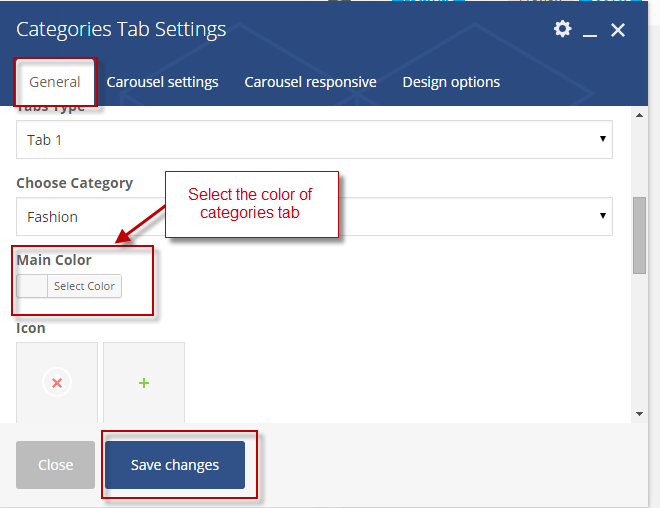 Categories Tab Settings
General
Carousel settings
Carousel responsive
Design options
Tabs Type
Tab 1
Choose Category
Fashion
Select the color of
categories tab
Main Color
Select Color
Icon
Close
Save changes